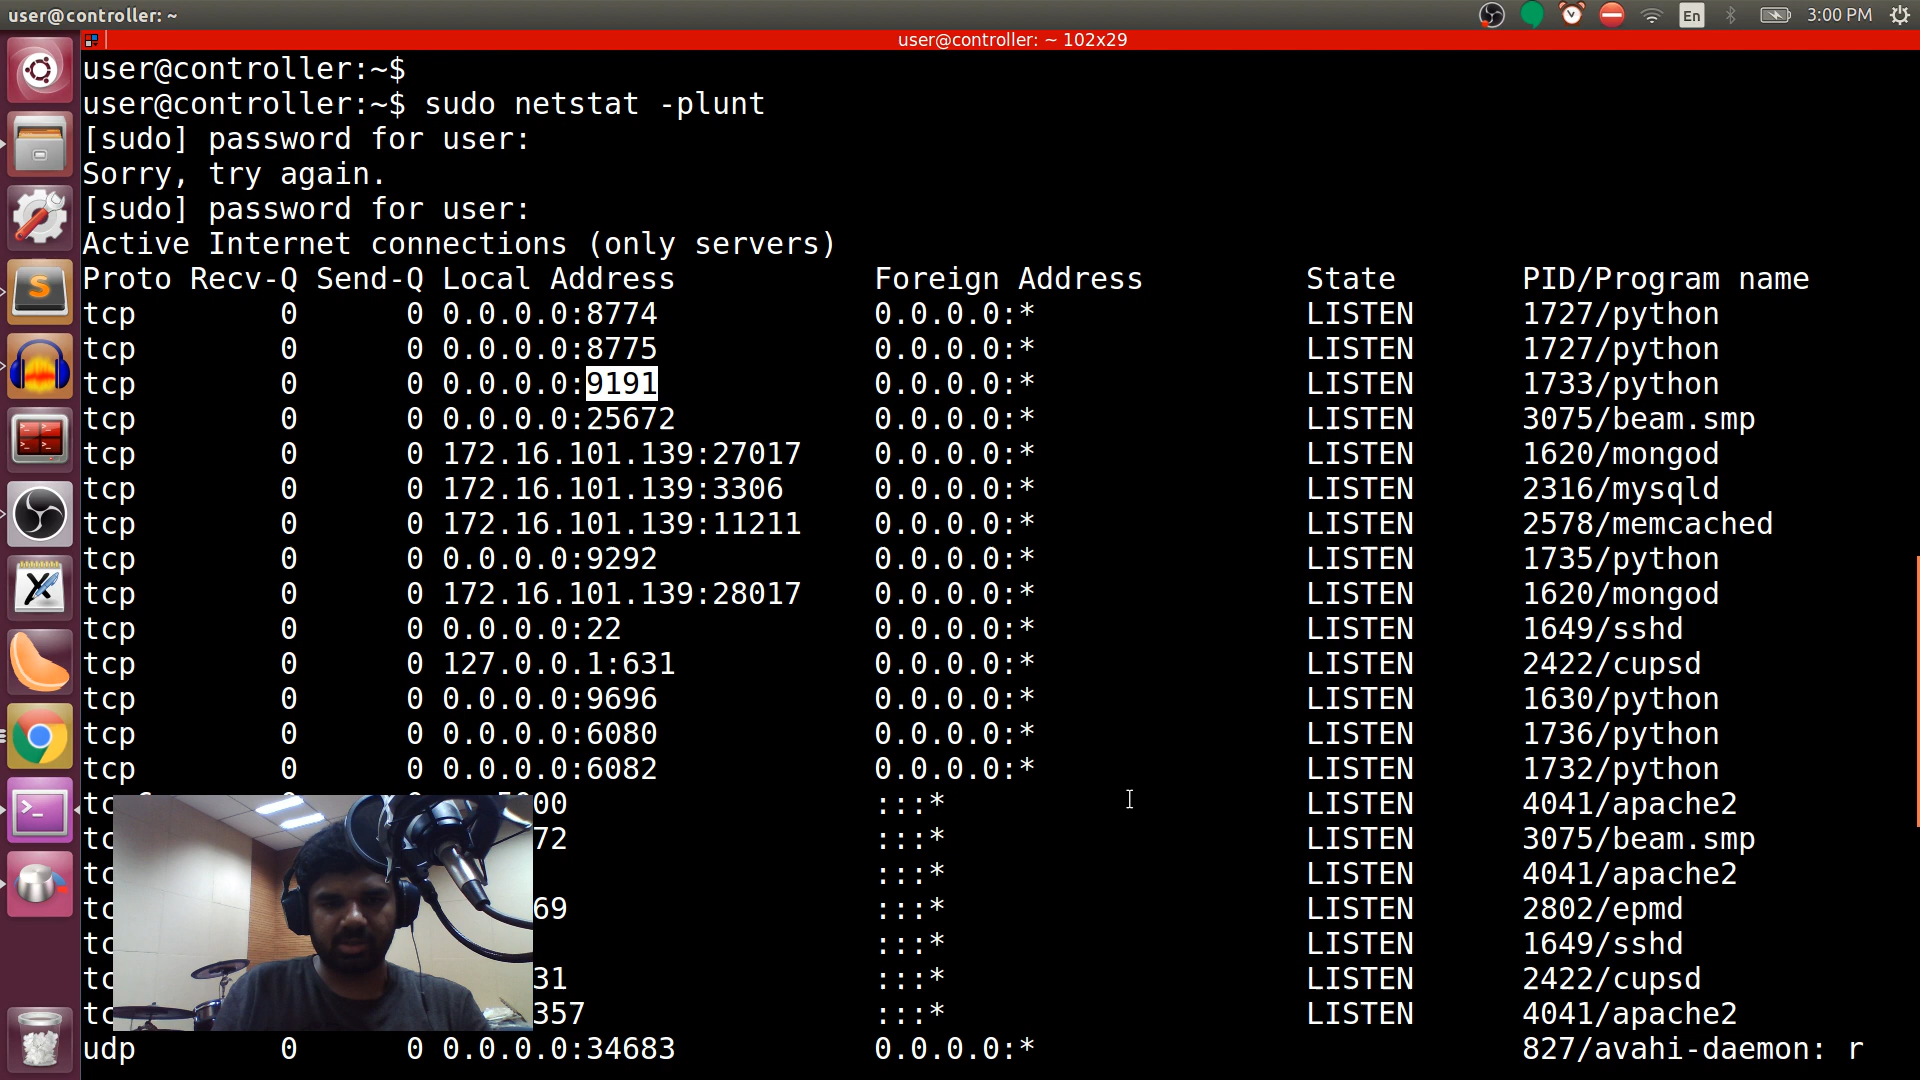 user@controller: ~
En 3:00 PM
user@controller: ~ 102x29
user@controller:~$
user@controller:~$ sudo netstat -plunt
[sudo] password for user:
Sorry, try again.
[sudo] password for user:
Active Internet connections (only servers)
Proto Recv-Q Send-Q Local Address Foreign Address State PID/Program name
tcp 0 0 0.0.0.0:8774 0.0.0.0:* LISTEN 1727/python
tcp 0 0 0.0.0.0:8775 0.0.0.0:* LISTEN 1727/python
tcp 0 0 0.0.0.0:9191 0.0.0.0:* LISTEN 1733/python
tcp 0 0 0.0.0.0:25672 0.0.0.0:* LISTEN 3075/beam.smp
tcp 0 0 172.16.101.139:27017 0.0.0.0:* LISTEN 1620/mongod
tcp 0 0 172.16.101.139:3306 0.0.0.0:* LISTEN 2316/mysqld
tcp 0 0 172.16.101.139:11211 0.0.0.0:* LISTEN 2578/memcached
tcp 0 0 0.0.0.0:9292 0.0.0.0:* LISTEN 1735/python
tcp 0 0 172.16.101.139:28017 0.0.0.0:* LISTEN 1620/mongod
tcp 0 0 0.0.0.0:22 0.0.0.0:* LISTEN 1649/sshd
tcp 0 0 127.0.0.1:631 0.0.0.0:* LISTEN 2422/cupsd
tcp 0 0 0.0.0.0:9696 0.0.0.0:* LISTEN 1630/python
tcp 0 0 0.0.0.0:6080 0.0.0.0:* LISTEN 1736/python
tcp 0 0 0.0.0.0:6082 0.0.0.0:* LISTEN 1732/python
00 :::* LISTEN 4041/apache2
72 :::* LISTEN 3075/beam.smp
:::* LISTEN 4041/apache2
69 :::* LISTEN 2802/epmd
:::* LISTEN 1649/sshd
31 :::* LISTEN 2422/cupsd
357 :::* LISTEN 4041/apache2
udp 0 0 0.0.0.0:34683 0.0.0.0:* 827/avahi-daemon: r